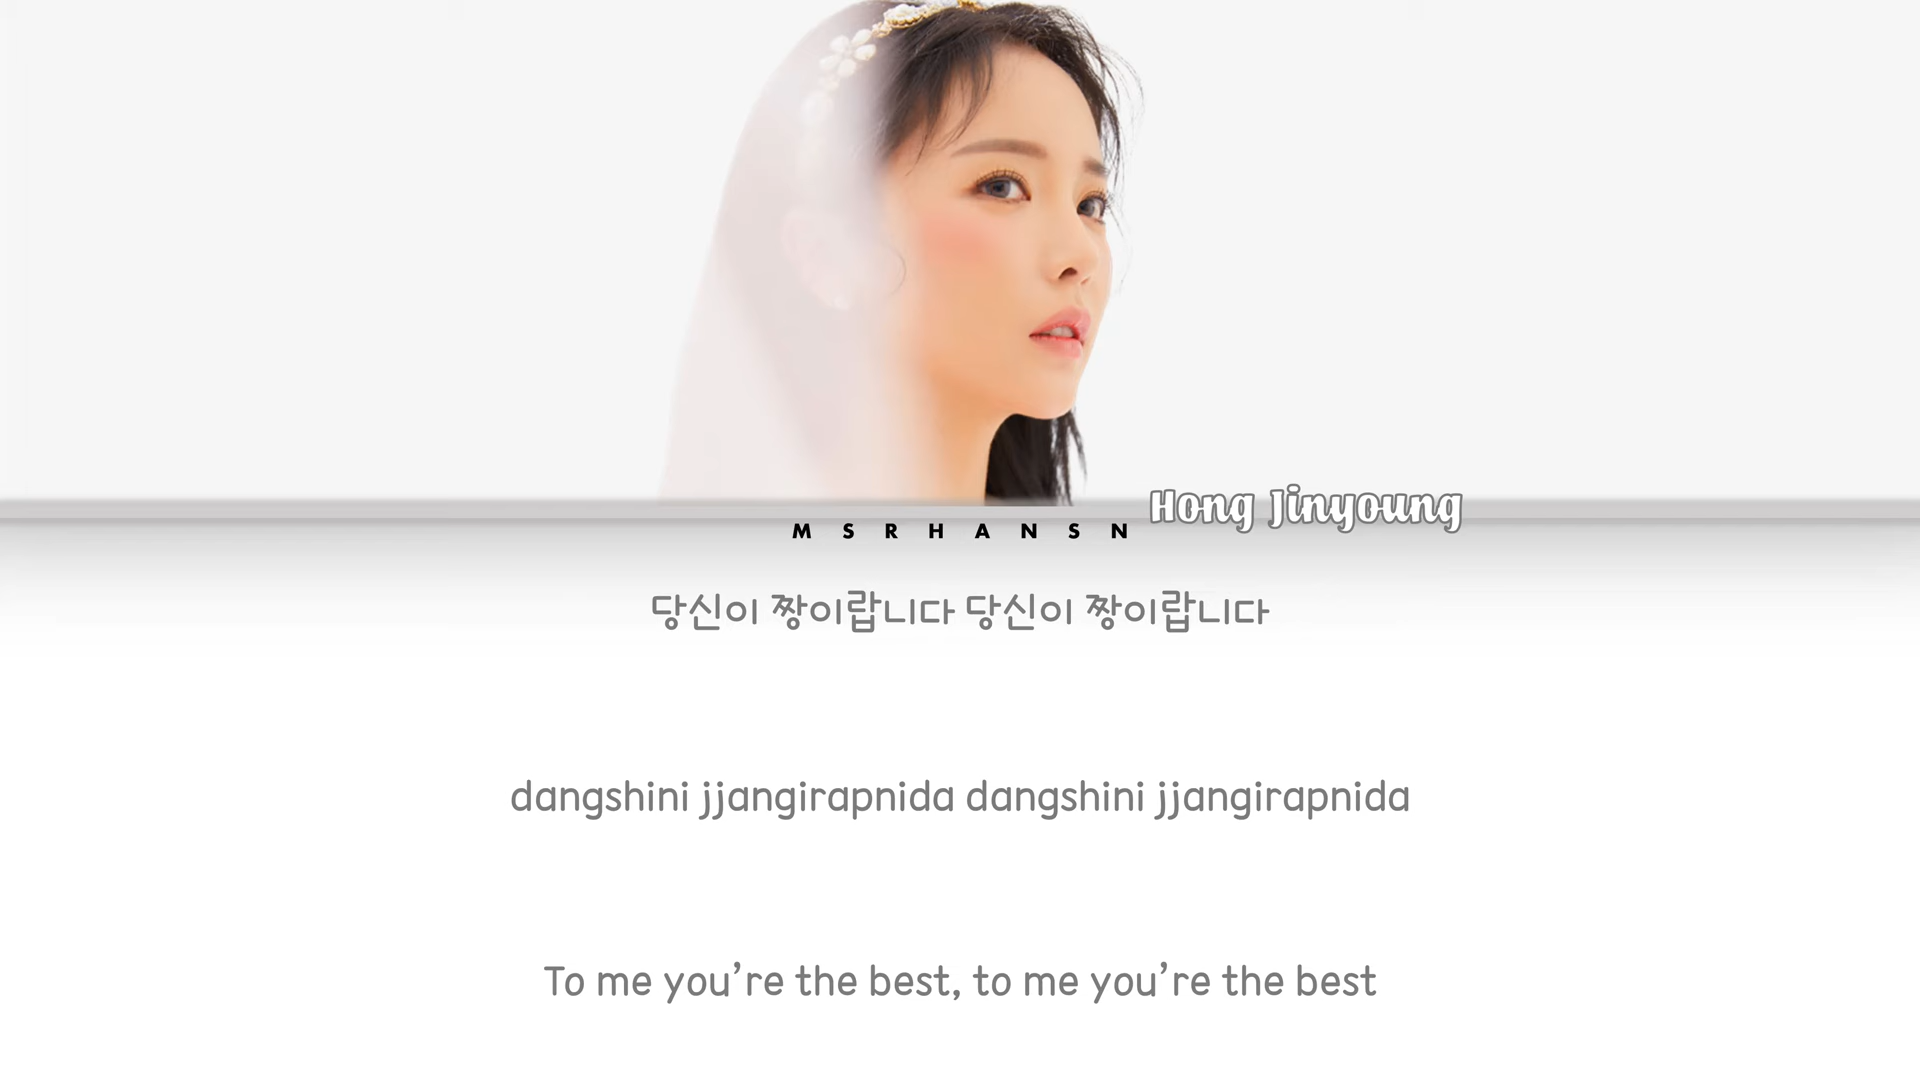 Hong Jinyoung
MSRHANSN
당신이 짱이랍니다 당신이 짱이랍니다
dangshini jjangirapnida dangshini jjangirapnida
To me you’re the best, to me you’re the best